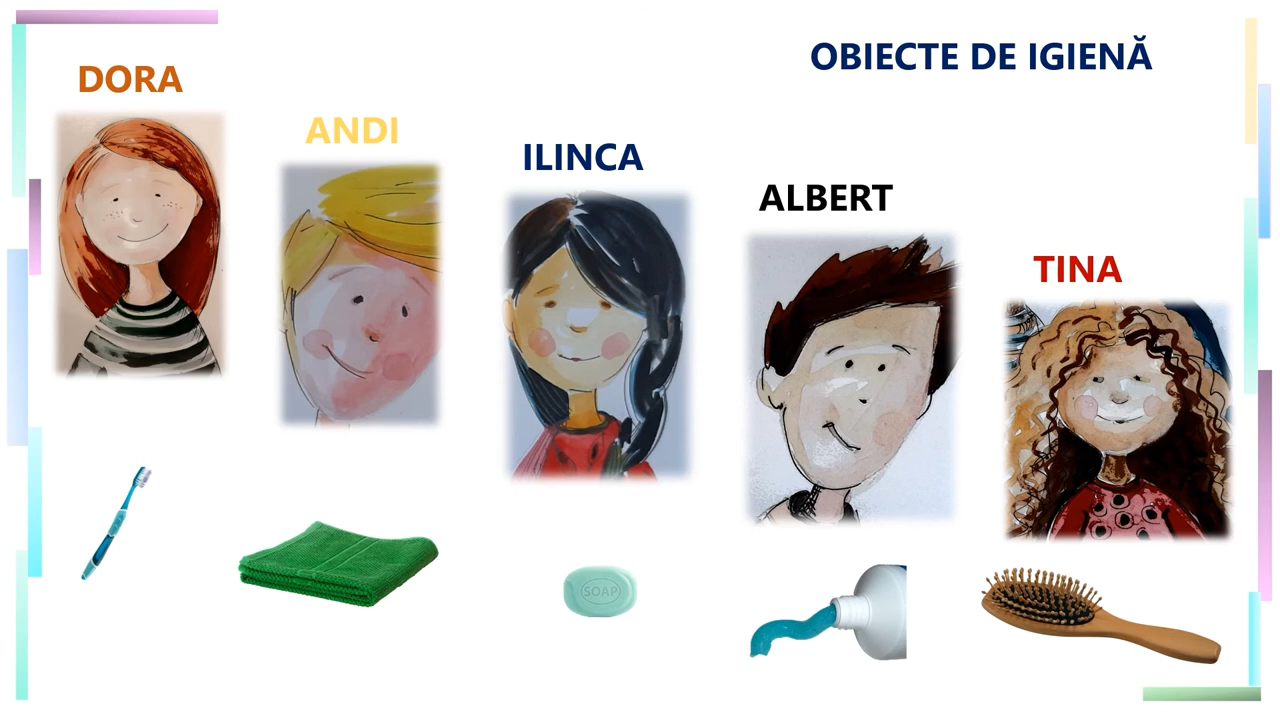 OBIECTE DE IGIENĂ
DORA
ANDI
ILINCA
ALBERT
TINA
SOAP